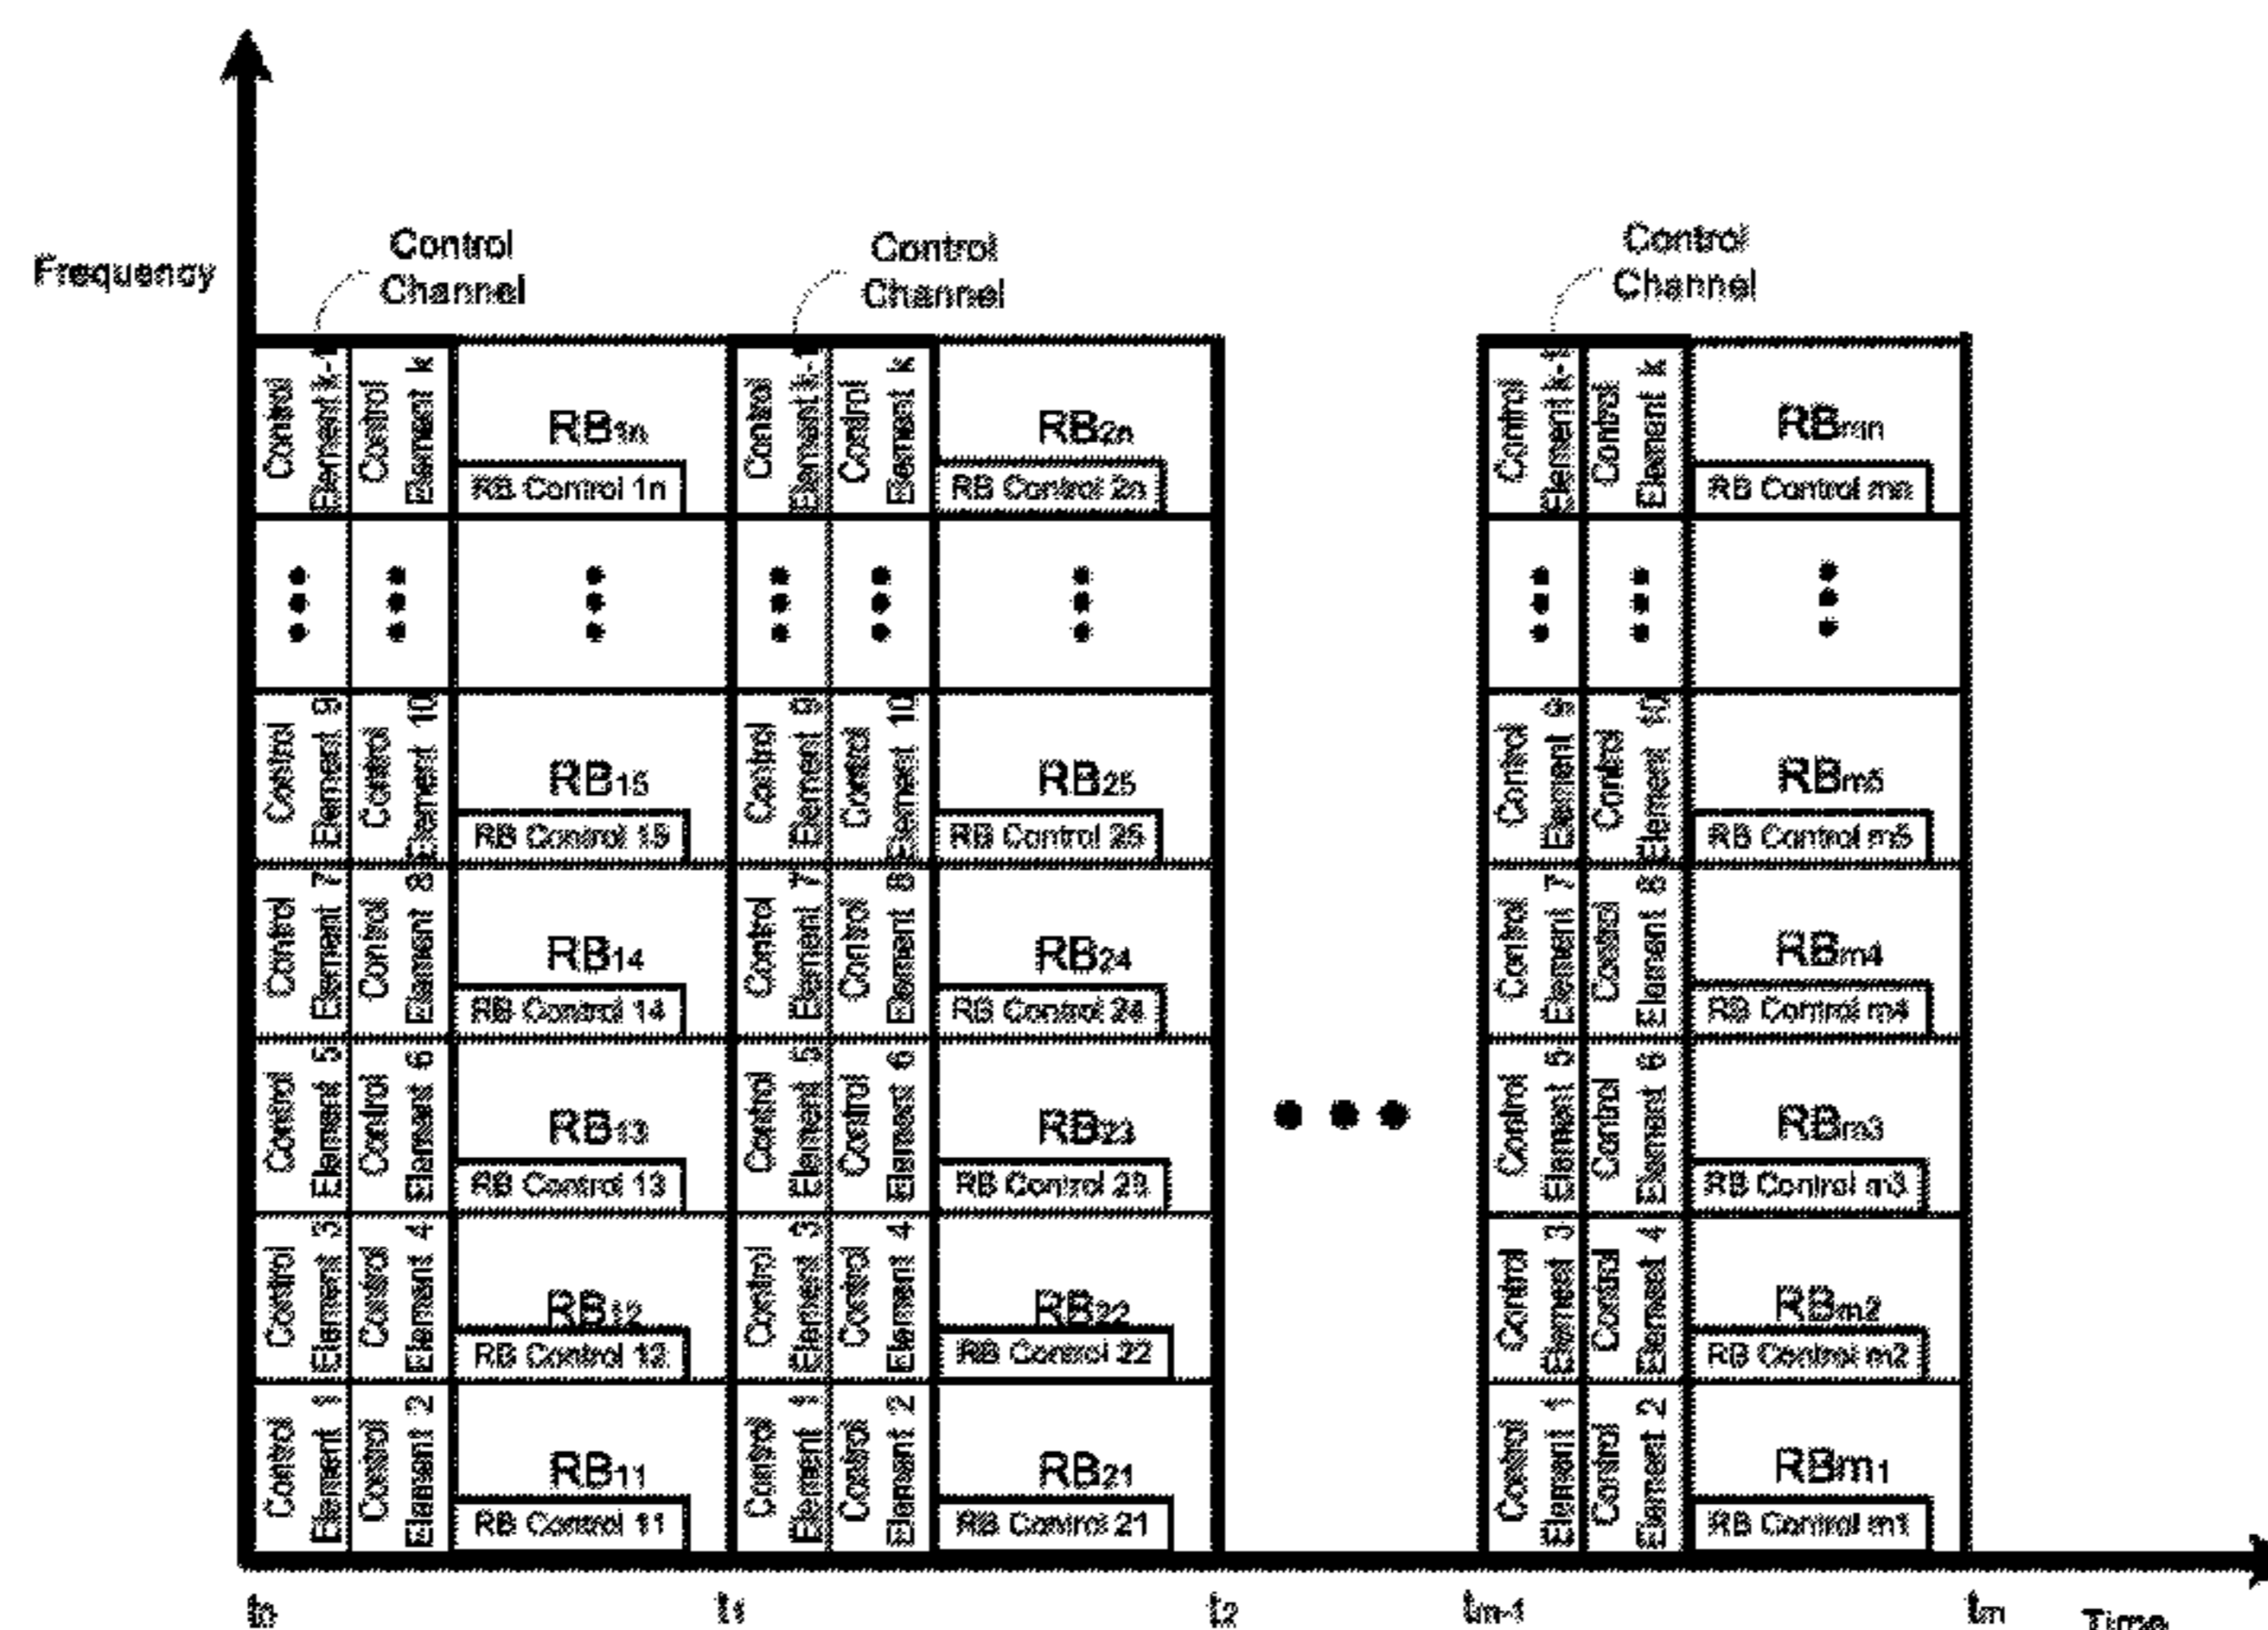 Frequency
Control
Channel
Control
Channel
Control
Channel
Control
Element k-1
Control
Element k
RB1n
RB Control 1n
Control
Element k-1
Control
Element k
RB2n
RB Control 2n
Control
Element k-1
Control
Element k
RBmn
RB Control mn
Control
Element 9
Control
Element 10
RB15
RB Control 15
Control
Element 9
Control
Element 10
RB25
RB Control 25
Control
Element 9
Control
Element 10
RBm5
RB Control m5
Control
Element 7
Control
Element 8
RB14
RB Control 14
Control
Element 7
Control
Element 8
RB24
RB Control 24
Control
Element 7
Control
Element 8
RBm4
RB Control m4
Control
Element 5
Control
Element 6
RB13
RB Control 13
Control
Element 5
Control
Element 6
RB23
RB Control 23
Control
Element 5
Control
Element 6
RBm3
RB Control m3
Control
Element 3
Control
Element 4
RB12
RB Control 12
Control
Element 3
Control
Element 4
RB22
RB Control 22
Control
Element 3
Control
Element 4
RBm2
RB Control m2
Control
Element 1
Control
Element 2
RB11
RB Control 11
Control
Element 1
Control
Element 2
RB21
RB Control 21
Control
Element 1
Control
Element 2
RBm1
RB Control m1
t0
t1
t2
tm-1
tm
Time